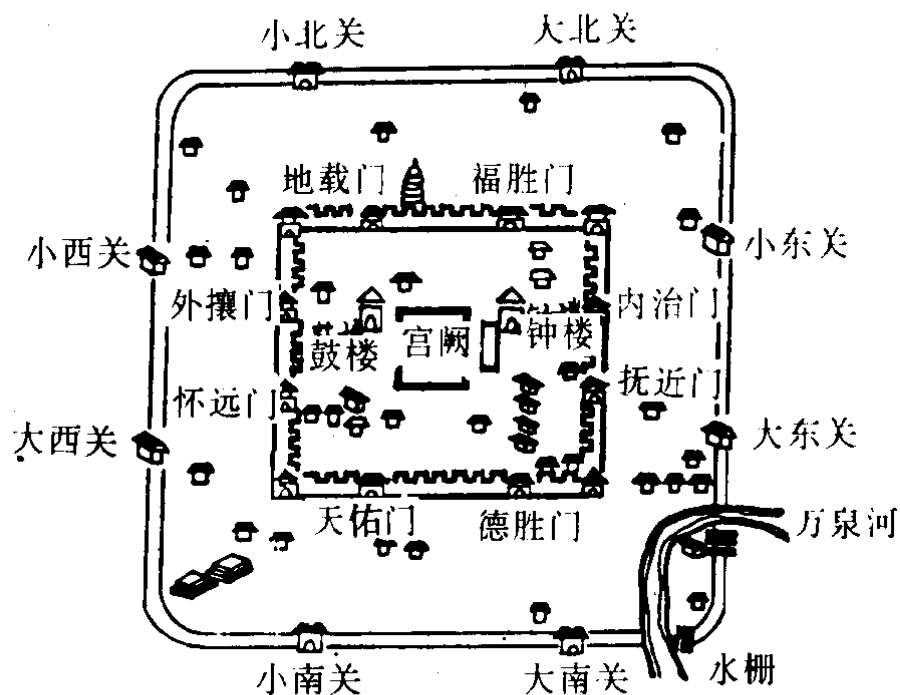 小北关
大北关
地载门
福胜门
小西关
小东关
外攘门
内治门
鼓楼
宫阙
钟楼
怀远门
抚近门
大西关
大东关
天佑门
德胜门
万泉河
小南关
大南关
水栅